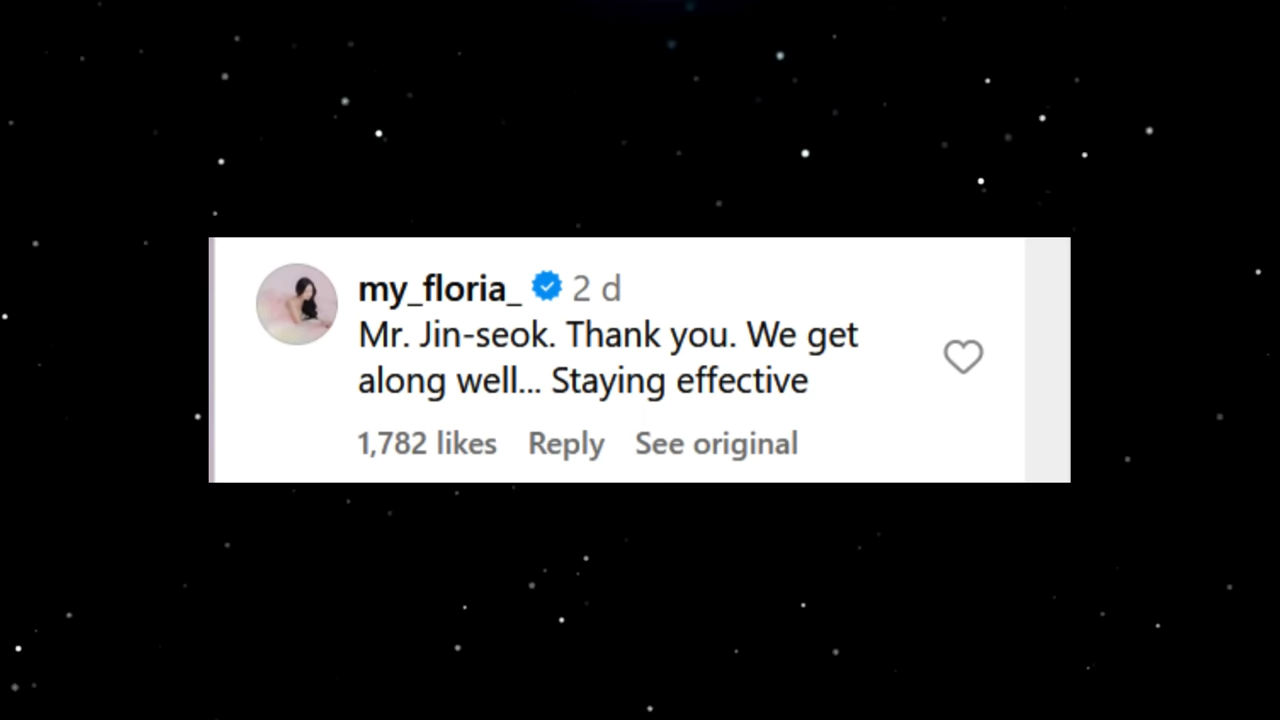 my_floria_ 2 d
Mr. Jin-seok. Thank you. We get
along well... Staying effective
1,782 likes Reply See original